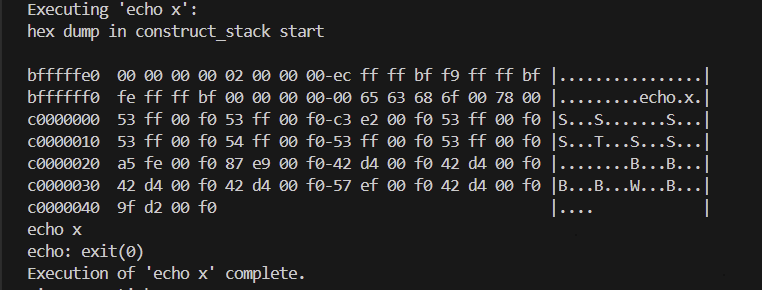 Executing 'echo x':
hex dump in construct_stack start
bfffffe0  00 00 00 00 02 00 00 00-ec ff ff bf f9 ff ff bf |................|
bffffff0  fe ff ff bf 00 00 00 00-00 65 63 68 6f 00 78 00 |.........echo.x.|
c0000000  53 ff 00 f0 53 ff 00 f0-c3 e2 00 f0 53 ff 00 f0 |S...S.......S...|
c0000010  53 ff 00 f0 54 ff 00 f0-53 ff 00 f0 53 ff 00 f0 |S...T...S...S...|
c0000020  a5 fe 00 f0 87 e9 00 f0-42 d4 00 f0 42 d4 00 f0 |........B...B...|
c0000030  42 d4 00 f0 42 d4 00 f0-57 ef 00 f0 42 d4 00 f0 |B...B...W...B...|
c0000040  9f d2 00 f0                                     |....            |
echo x
echo: exit(0)
Execution of 'echo x' complete.